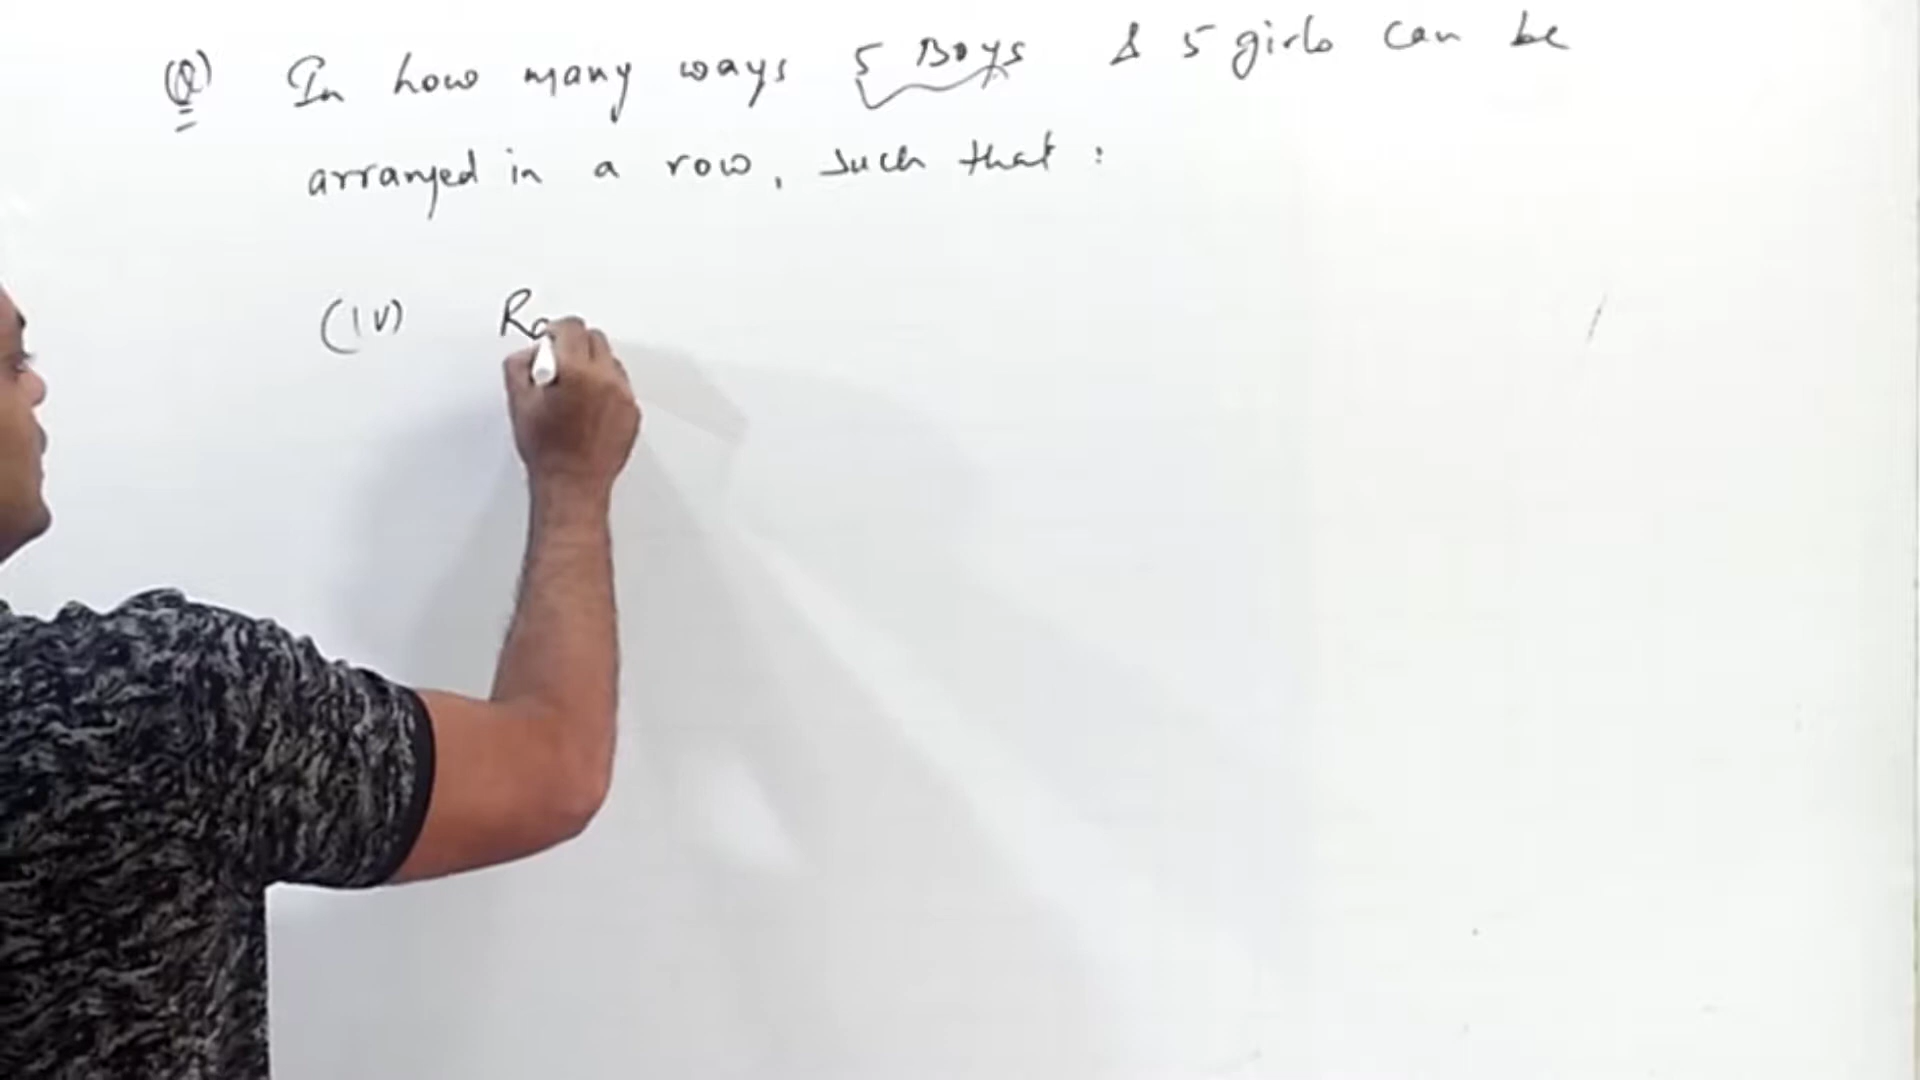 (Q) In how many ways 5 Boys & 5 girls can be
arranged in a row, such that :
(IV) Ra